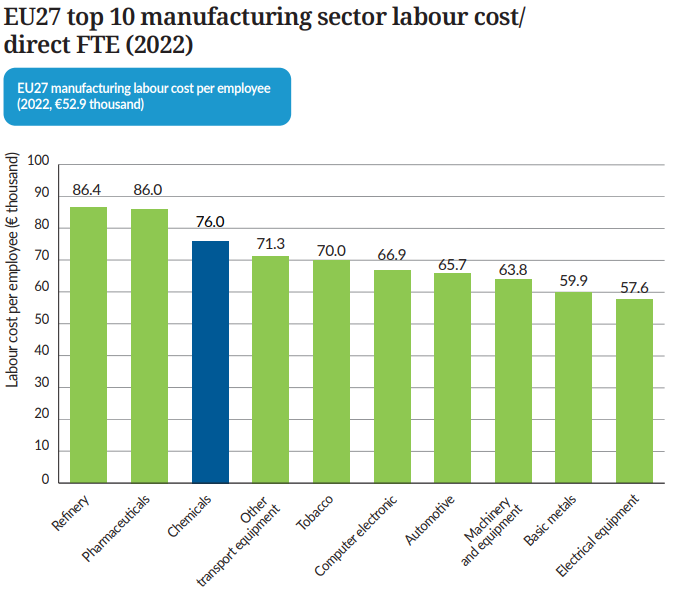 EU27 top 10 manufacturing sector labour cost/
direct FTE (2022)
EU27 manufacturing labour cost per employee
(2022, €52.9 thousand)
Labour cost per employee (€ thousand)
100
90
80
70
60
50
40
30
20
10
0
86.4
86.0
76.0
71.3
70.0
66.9
65.7
63.8
59.9
57.6
Refinery
Pharmaceuticals
Chemicals
Other
transport equipment
Tobacco
Computer electronic
Automotive
Machinery
and equipment
Basic metals
Electrical equipment